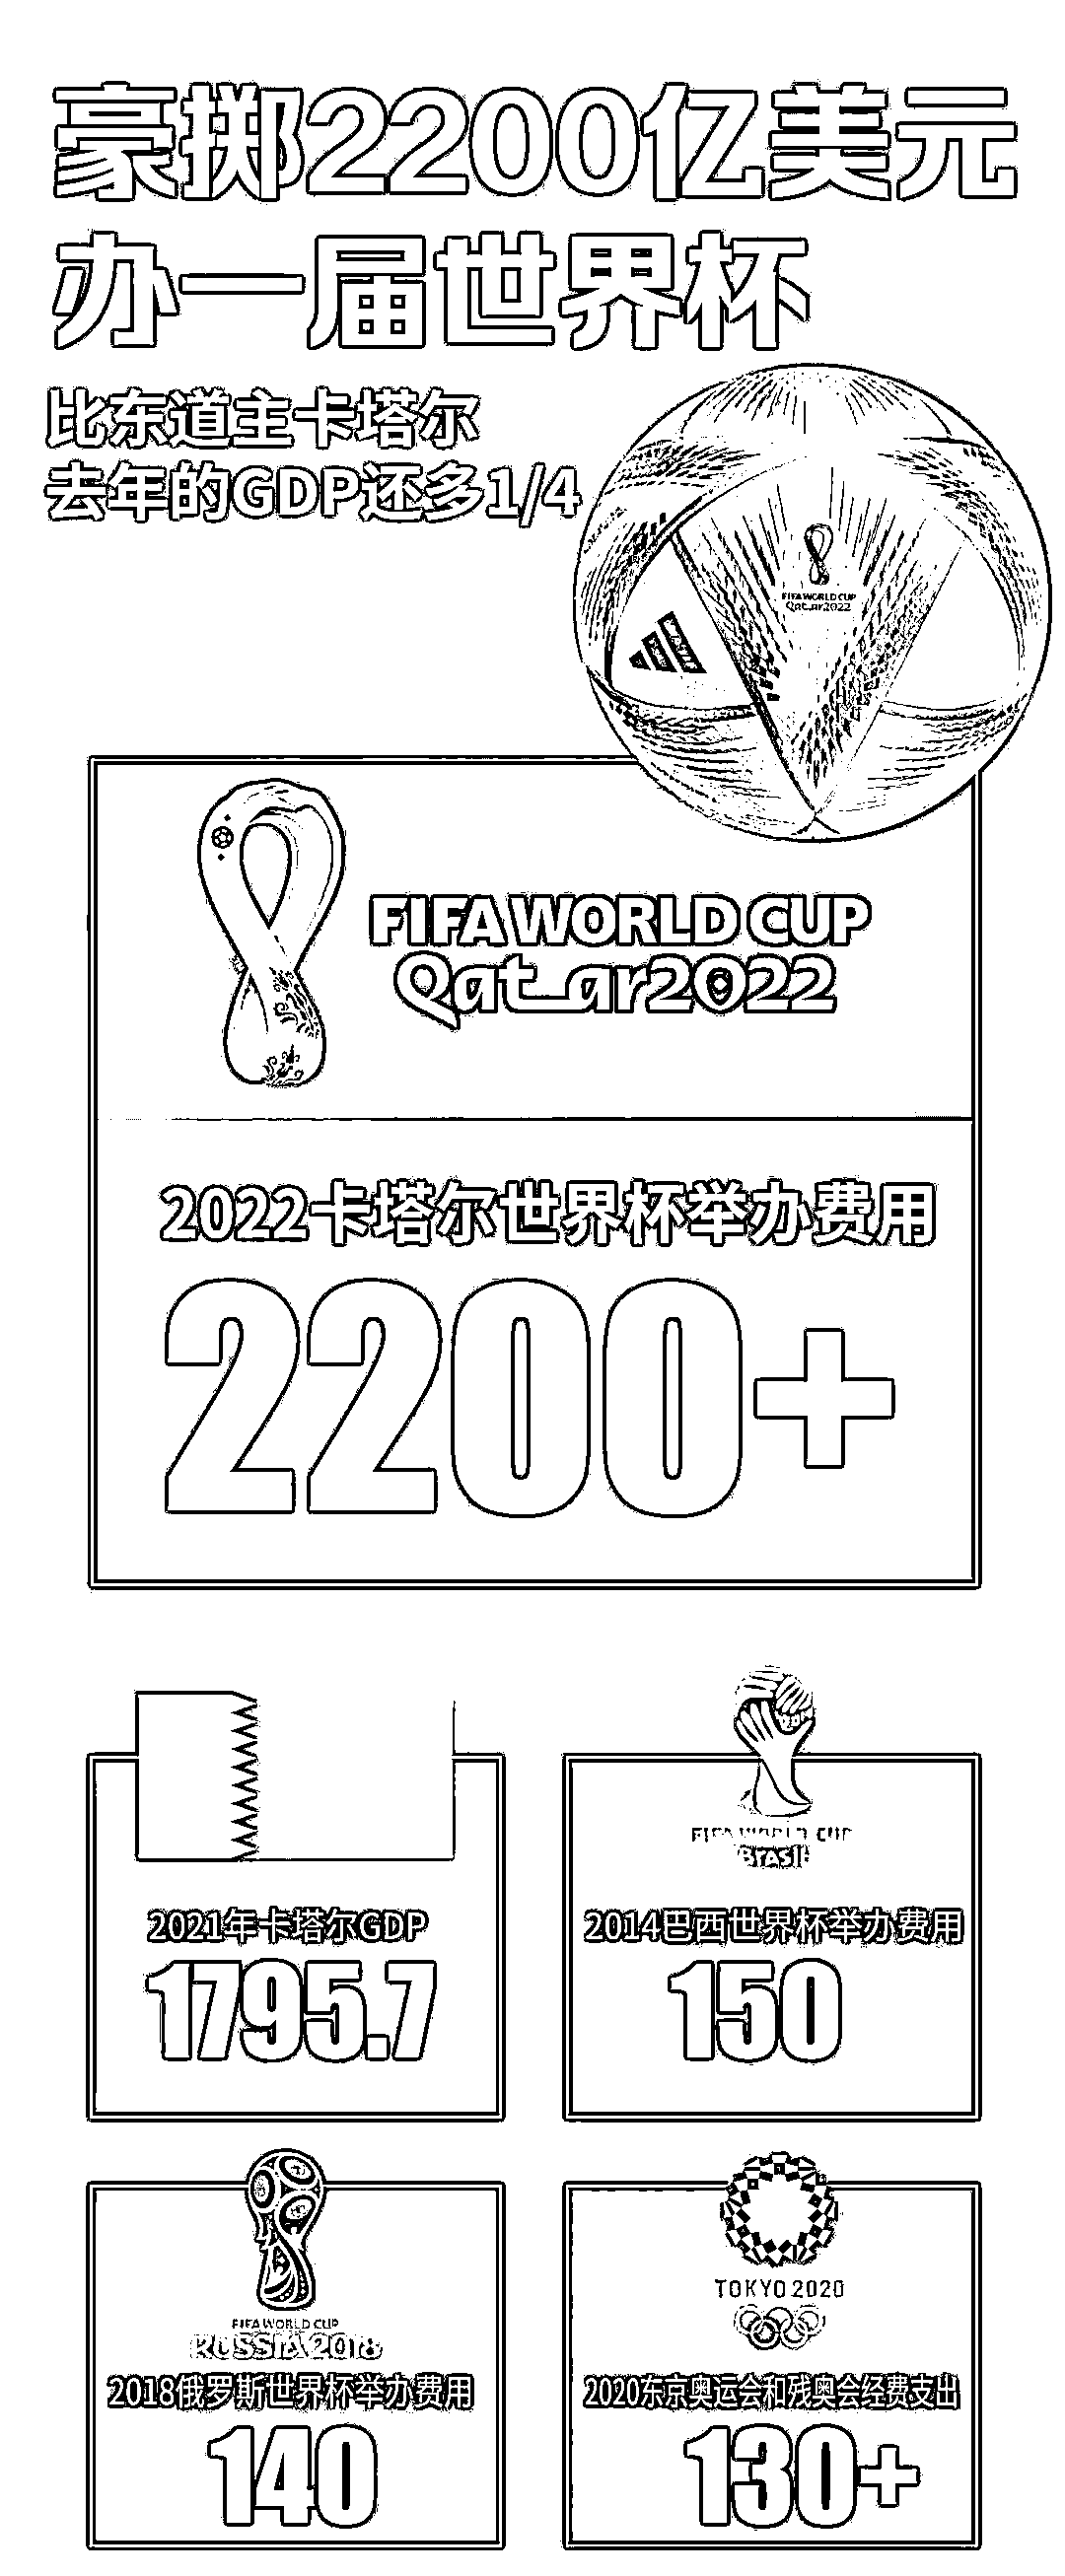 豪掷2200亿美元
办一届世界杯
比东道主卡塔尔
去年的GDP还多1/4
FIFA WORLD CUP
Qatar2022
FIFA WORLD CUP
Qatar2022
2022卡塔尔世界杯举办费用
2200+
2021年卡塔尔GDP
1795.7
FIFA WORLD CUP
BRASIL
2014巴西世界杯举办费用
150
FIFA WORLD CUP
RUSSIA 2018
2018俄罗斯世界杯举办费用
140
TOKYO 2020
2020东京奥运会和残奥会经费支出
130+